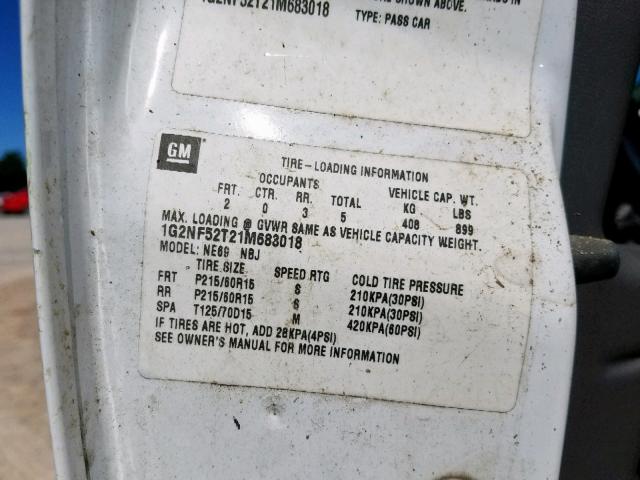 SHOWN ABOVE.
1G2NF52T21M683018
TYPE: PASS CAR
GM
TIRE-LOADING INFORMATION
OCCUPANTS VEHICLE CAP. WT.
FRT. CTR. RR. TOTAL KG LBS
2 0 3 5 408 899
MAX. LOADING @ GVWR SAME AS VEHICLE CAPACITY WEIGHT.
1G2NF52T21M683018
MODEL: NE69 NBJ
TIRE SIZE SPEED RTG COLD TIRE PRESSURE
FRT P215/60R15 S 210KPA(30PSI)
RR P215/60R15 S 210KPA(30PSI)
SPA T125/70D15 M 420KPA(60PSI)
IF TIRES ARE HOT, ADD 28KPA(4PSI)
SEE OWNER'S MANUAL FOR MORE INFORMATION